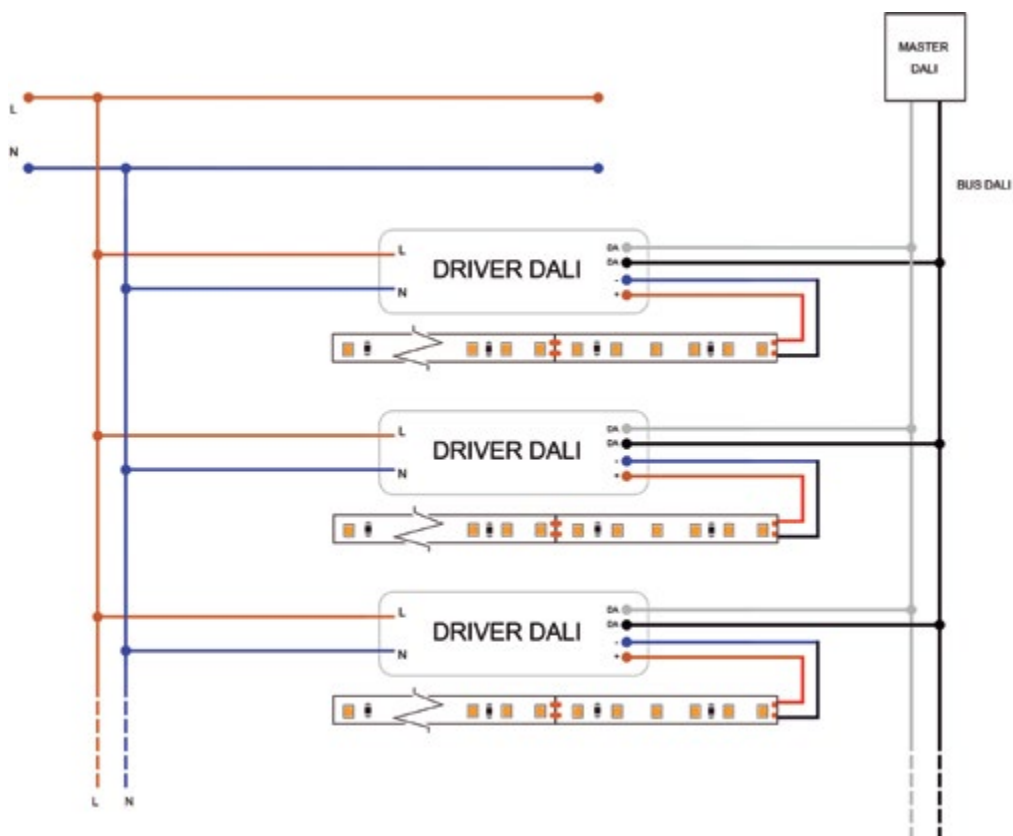 MASTER
DALI
L
N
BUS DALI
L
DRIVER DALI
N
DA
DA
-
+
L
DRIVER DALI
N
DA
DA
-
+
L
DRIVER DALI
N
DA
DA
-
+
L
N